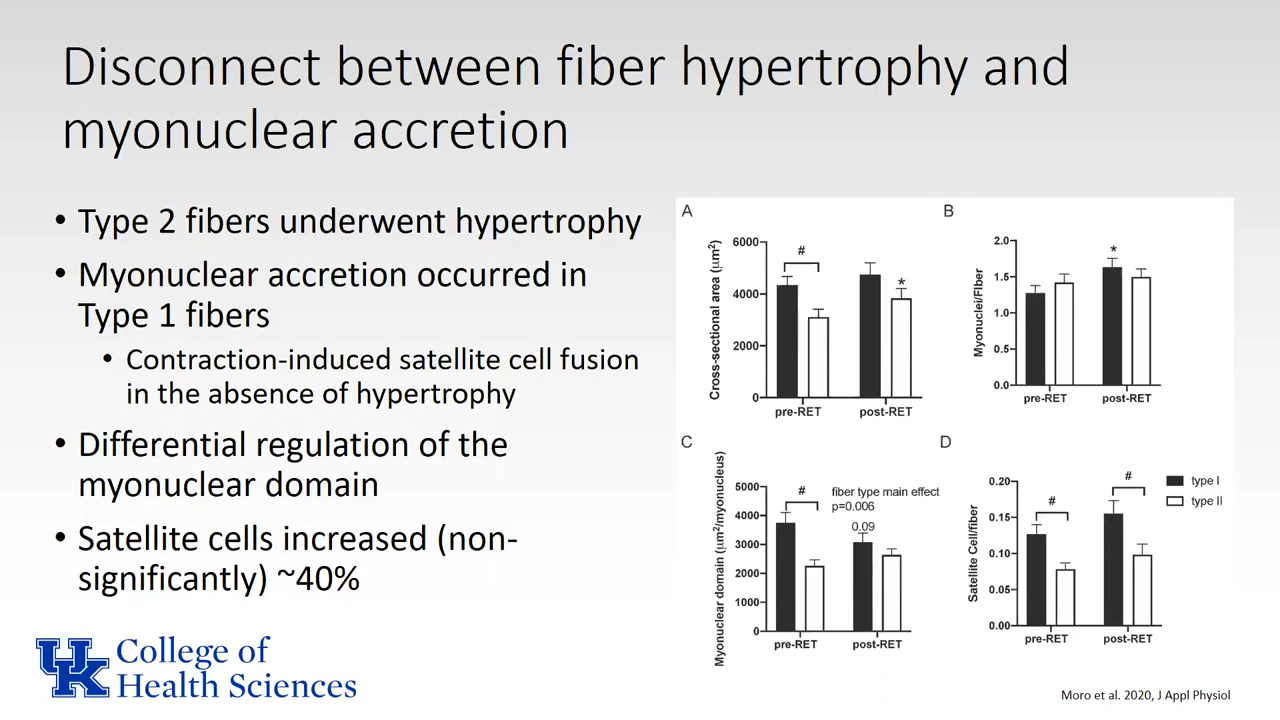 Disconnect between fiber hypertrophy and
myonuclear accretion
• Type 2 fibers underwent hypertrophy
• Myonuclear accretion occurred in
Type 1 fibers
• Contraction-induced satellite cell fusion
in the absence of hypertrophy
• Differential regulation of the
myonuclear domain
• Satellite cells increased (non-
significantly) ~40%
A
Cross-sectional area (μm²)
6000
4000
2000
0
#
*
pre-RET
post-RET
B
Myonuclei/FIber
2.0
1.5
1.0
0.5
0.0
*
pre-RET
post-RET
C
Myonuclear domain (μm²/myonucleus)
5000
4000
3000
2000
1000
0
#
fiber type main effect
p=0.006
0.09
pre-RET
post-RET
D
Satellite Cell/fiber
0.20
0.15
0.10
0.05
0.00
#
#
pre-RET
post-RET
type I
type II
UK
College of
Health Sciences
Moro et al. 2020, J Appl Physiol